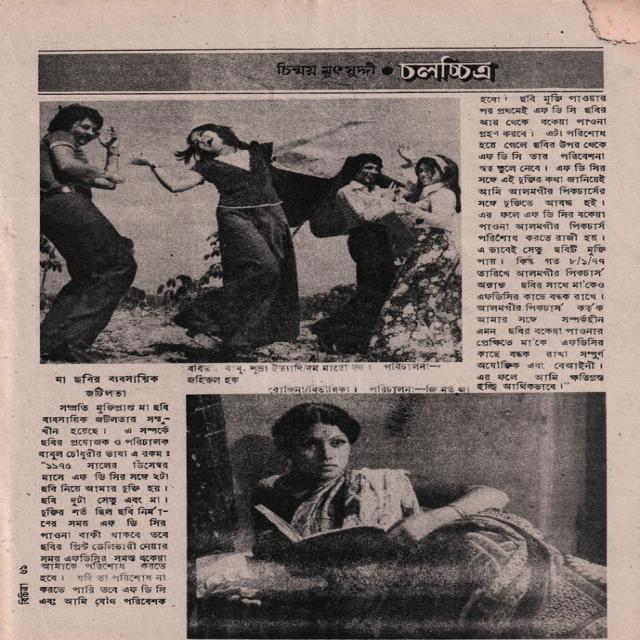 চিন্ময় মুৎসুদ্দী ● চলচ্চিত্র
ববিতা, বাবু, শুভ্রা ইত্যাদি/দম মারো দম। পরিচালনা—
জহিরুল হক
রোজিনা/বিতীষিকা। পরিচালনা—জি মর্তুজা
মা ছবির ব্যবসায়িক
জটিলতা
সম্প্রতি মুক্তিপ্রাপ্ত মা ছবি
ব্যবসায়িক জটিলতার সম্মু-
খীন হয়েছে। এ সম্পর্কে
ছবির প্রযোজক ও পরিচালক
বাবুল চৌধুরীর ভাষ্য এ রকম:
"১৯৭৫ সালের ডিসেম্বর
মাসে এফ ডি সির সঙ্গে ২টা
ছবি নিয়ে আমার চুক্তি হয়।
ছবি দুটা সেতু এবং মা।
চুক্তির শর্ত ছিল ছবি নির্মা-
ণের সময় এফ ডি সির
পাওনা বাকী থাকবে তবে
ছবির প্রিন্ট ডেলিভারী নেয়ার
সময় এফডিসির সমস্ত বকেয়া
আমাকে পরিশোধ করতে
হবে। যদি তা পরিশোধ না
করতে পারি তবে এফ ডি সি
এবং আমি যৌথ পরিবেশক
হবো। ছবি মুক্তি পাওয়ার
পর প্রথমেই এফ ডি সি ছবির
আয় থেকে বকেয়া পাওনা
গ্রহণ করবে। এটা পরিশোধ
হয়ে গেলে ছবির উপর থেকে
এফ ডি সি তার পরিবেশনা
স্বত্ব তুলে নেবে। এফ ডি সির
সঙ্গে এই চুক্তির কথা জানিয়েই
আমি আলমগীর পিকচার্সের
সঙ্গে চুক্তিতে আবদ্ধ হই।
এর ফলে এফ ডি সির বকেয়া
পাওনা আলমগীর পিকচার্স
পরিশোধ করতে রাজী হয়।
এ ভাবেই সেতু ছবিটি মুক্তি
পায়। কিন্তু গত ৮/১/৭৭
তারিখে আলমগীর পিকচার্স
অন্যান্য ছবির সাথে মা'কেও
এফডিসির কাছে বন্ধক রাখে।
আলমগীর পিকচার্স কর্তৃক
আমার সঙ্গে সম্পর্কহীন
এমন ছবির বকেয়া পাওনার
প্রেক্ষিতে মা'কে এফডিসির
কাছে বন্ধক রাখা সম্পূর্ণ
অযৌক্তিক এবং বেআইনী।
এর ফলে আমি ক্ষতিগ্রস্ত
হচ্ছি আর্থিকভাবে।"
বিচিত্রা ৬১